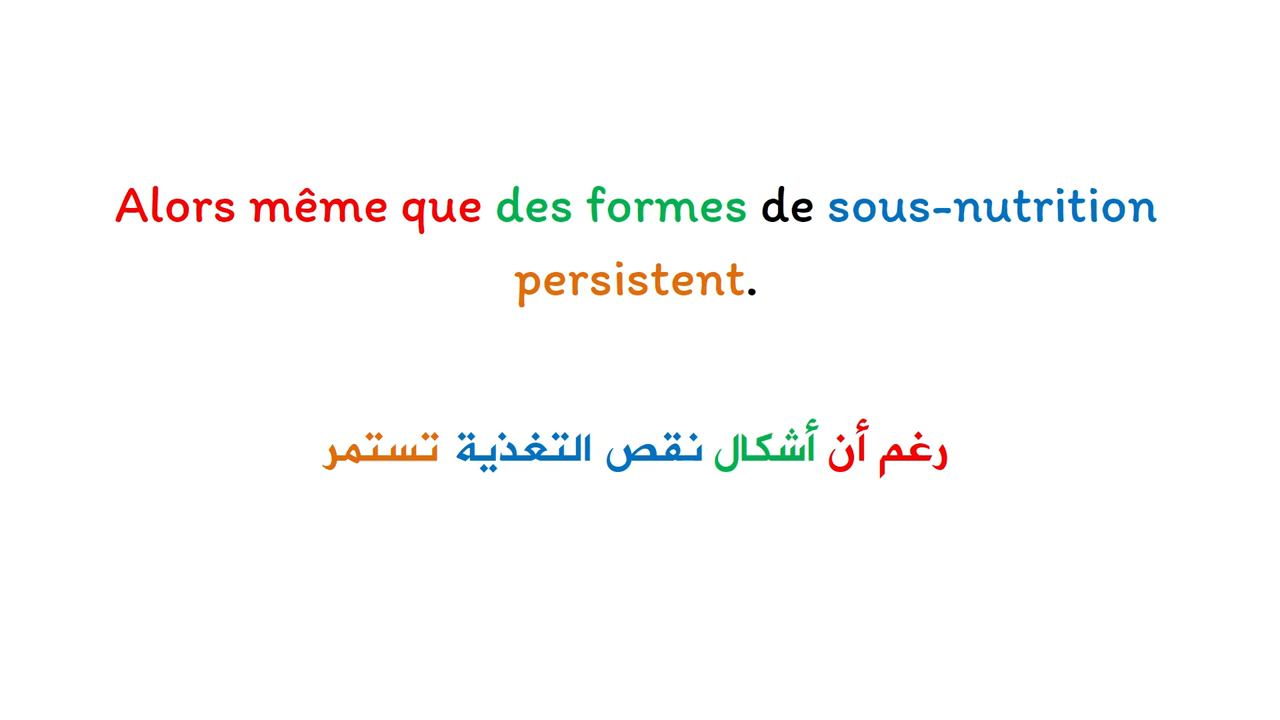 Alors même que des formes de sous-nutrition
persistent.
رغم أن أشكال نقص التغذية تستمر